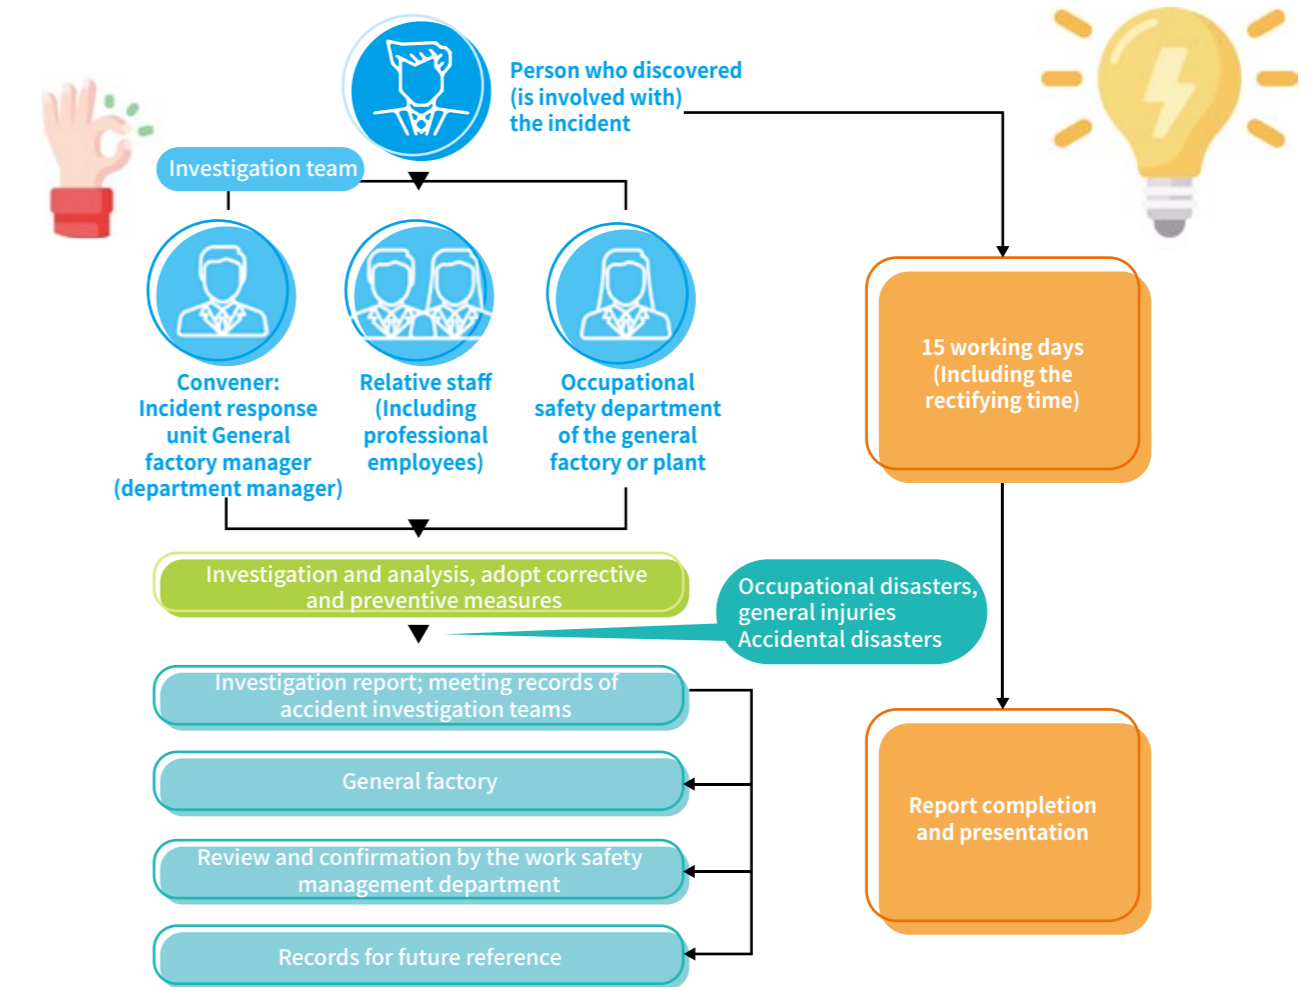 Person who discovered
(is involved with)
the incident
Investigation team
Convener:
Incident response
unit General
factory manager
(department manager)
Relative staff
(Including
professional
employees)
Occupational
safety department
of the general
factory or plant
15 working days
(Including the
rectifying time)
Investigation and analysis, adopt corrective
and preventive measures
Occupational disasters,
general injuries
Accidental disasters
Investigation report; meeting records of
accident investigation teams
General factory
Review and confirmation by the work safety
management department
Records for future reference
Report completion
and presentation